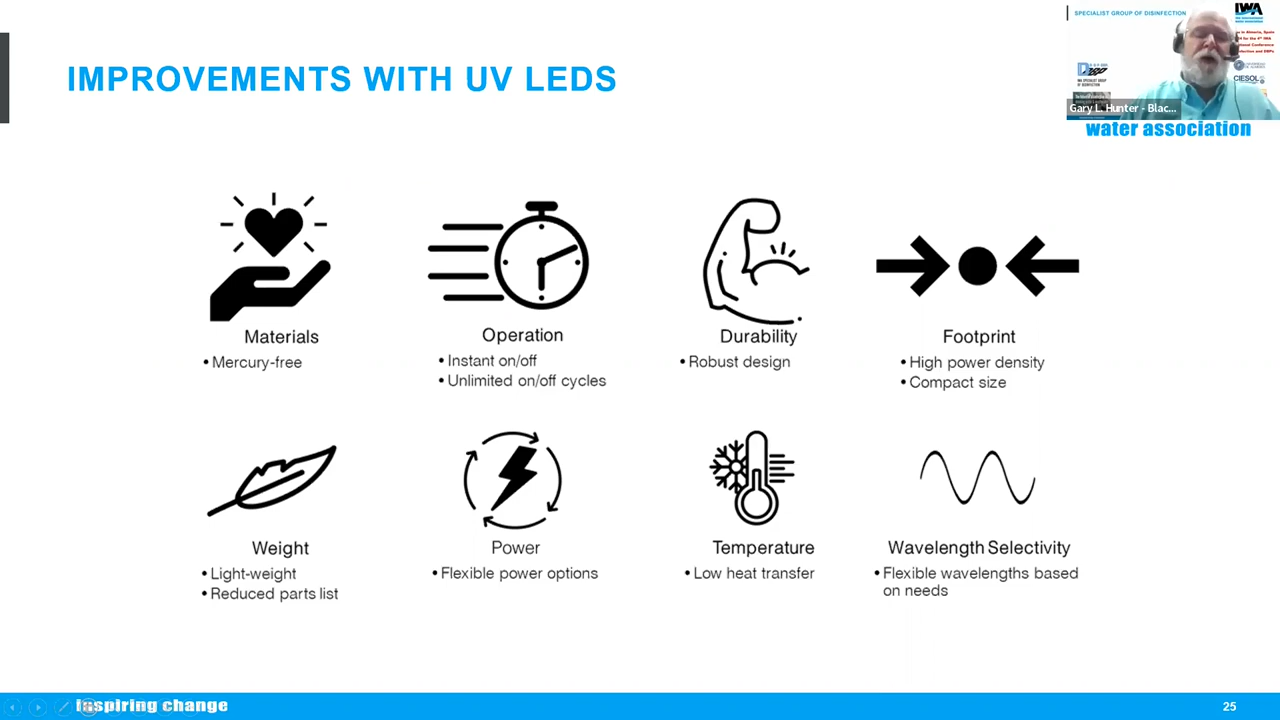 IMPROVEMENTS WITH UV LEDS
SPECIALIST GROUP OF DISINFECTION
IWA
CIESOL
Gary L. Hunter - Blac...
water association
Materials
• Mercury-free
Operation
• Instant on/off
• Unlimited on/off cycles
Durability
• Robust design
Footprint
• High power density
• Compact size
Weight
• Light-weight
• Reduced parts list
Power
• Flexible power options
Temperature
• Low heat transfer
Wavelength Selectivity
• Flexible wavelengths based
on needs
inspiring change
25